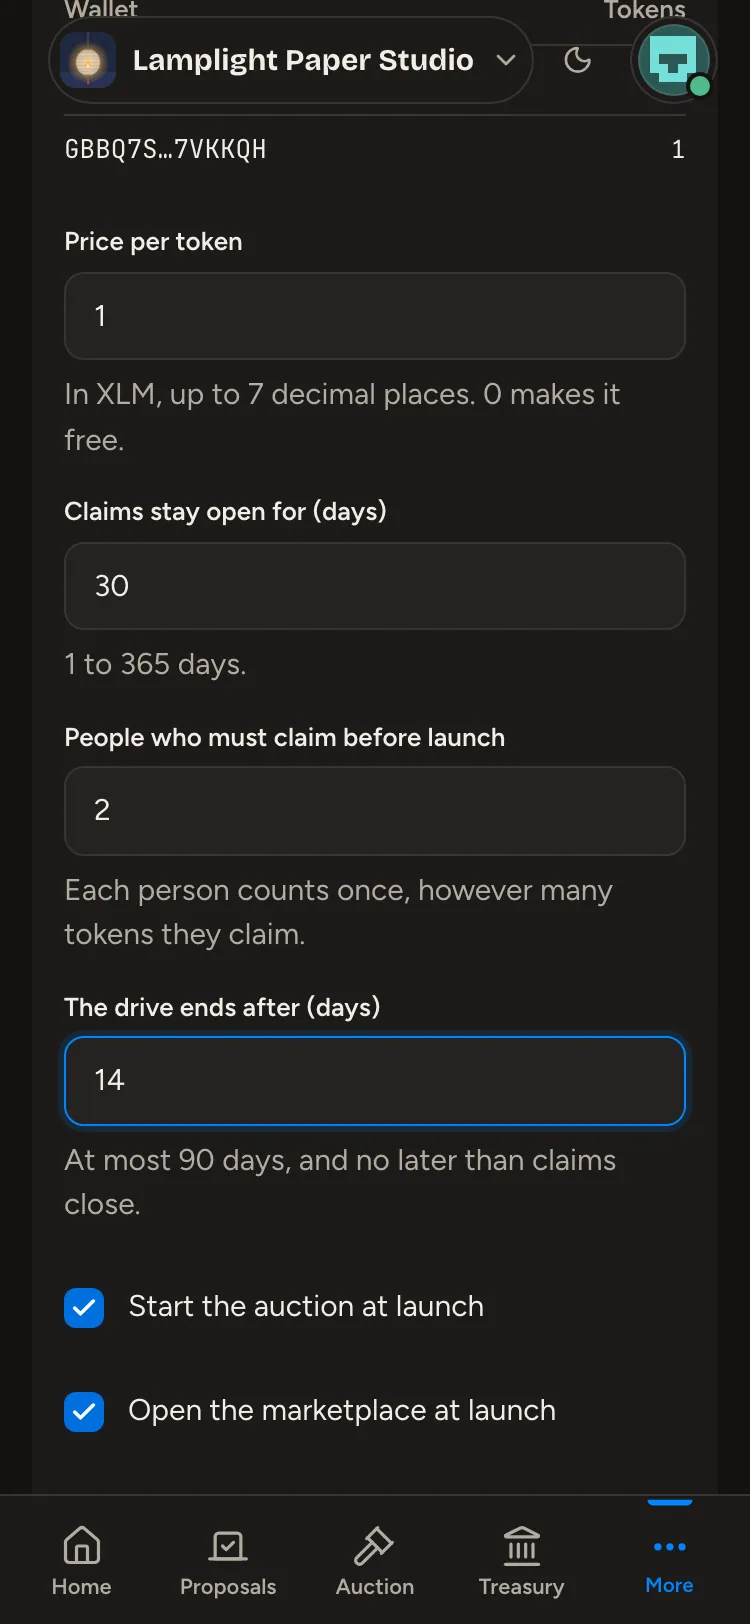 Wallet Tokens
Lamplight Paper Studio
GBBQ7S…7VKKQH 1
Price per token
1
In XLM, up to 7 decimal places. 0 makes it
free.
Claims stay open for (days)
30
1 to 365 days.
People who must claim before launch
2
Each person counts once, however many
tokens they claim.
The drive ends after (days)
14
At most 90 days, and no later than claims
close.
Start the auction at launch
Open the marketplace at launch
Home Proposals Auction Treasury More